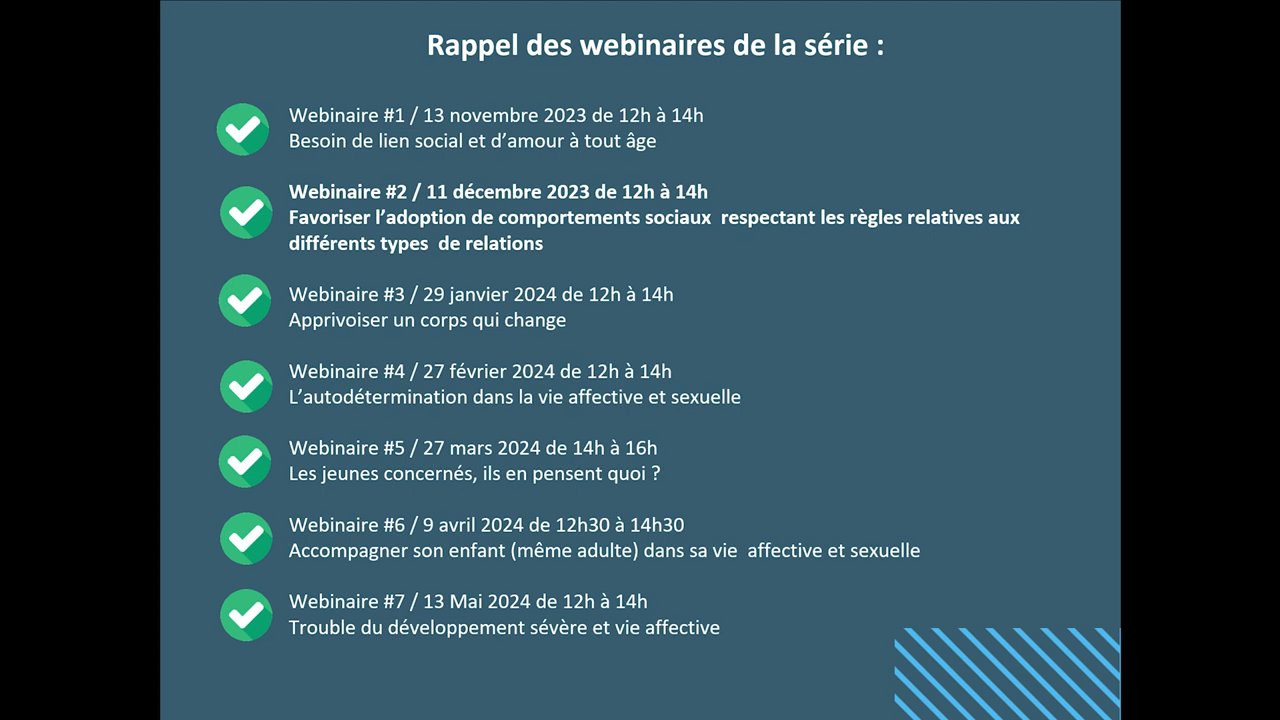 Rappel des webinaires de la série :
Webinaire #1 / 13 novembre 2023 de 12h à 14h
Besoin de lien social et d’amour à tout âge
Webinaire #2 / 11 décembre 2023 de 12h à 14h
Favoriser l’adoption de comportements sociaux  respectant les règles relatives aux
différents types  de relations
Webinaire #3 / 29 janvier 2024 de 12h à 14h
Apprivoiser un corps qui change
Webinaire #4 / 27 février 2024 de 12h à 14h
L’autodétermination dans la vie affective et sexuelle
Webinaire #5 / 27 mars 2024 de 14h à 16h
Les jeunes concernés, ils en pensent quoi ?
Webinaire #6 / 9 avril 2024 de 12h30 à 14h30
Accompagner son enfant (même adulte) dans sa vie  affective et sexuelle
Webinaire #7 / 13 Mai 2024 de 12h à 14h
Trouble du développement sévère et vie affective